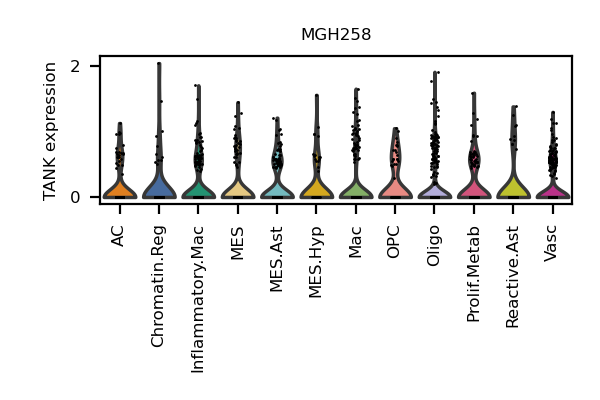 MGH258
TANK expression
2
0
AC
Chromatin.Reg
Inflammatory.Mac
MES
MES.Ast
MES.Hyp
Mac
OPC
Oligo
Prolif.Metab
Reactive.Ast
Vasc